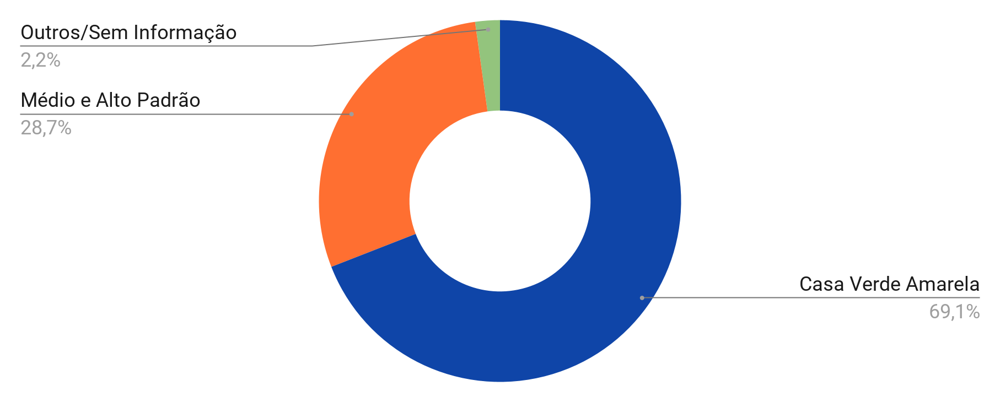 Outros/Sem Informação
2,2%
Médio e Alto Padrão
28,7%
Casa Verde Amarela
69,1%